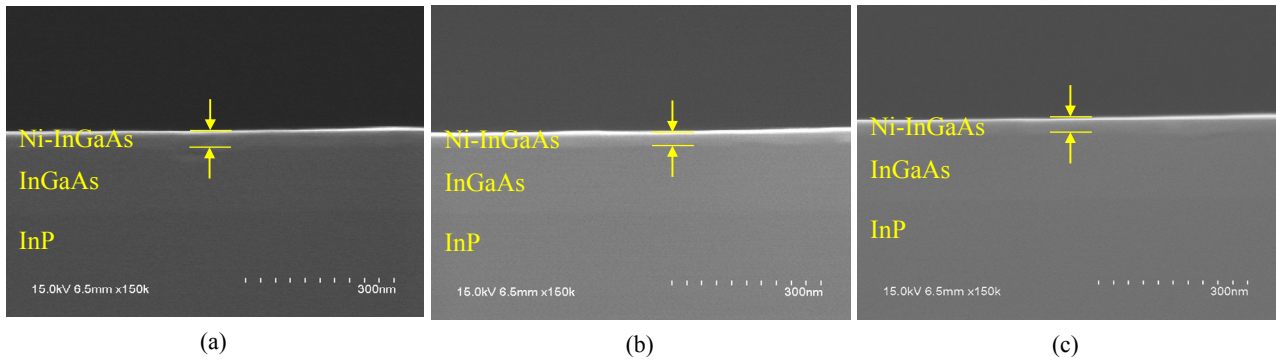 Ni-InGaAs
InGaAs
InP
15.0kV 6.5mm x150k
300nm
(a)
Ni-InGaAs
InGaAs
InP
15.0kV 6.5mm x150k
300nm
(b)
Ni-InGaAs
InGaAs
InP
15.0kV 6.5mm x150k
300nm
(c)